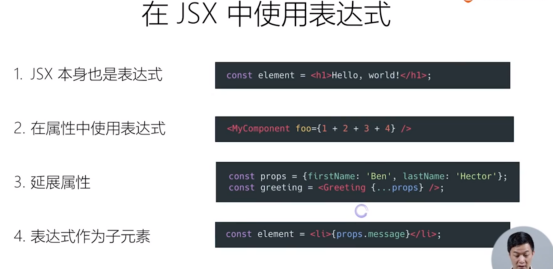 在 JSX 中使用表达式
1. JSX 本身也是表达式
const element = <h1>Hello, world!</h1>;
2. 在属性中使用表达式
<MyComponent foo={1 + 2 + 3 + 4} />
3. 延展属性
const props = {firstName: 'Ben', lastName: 'Hector'};
const greeting = <Greeting {...props} />;
4. 表达式作为子元素
const element = <li>{props.message}</li>;